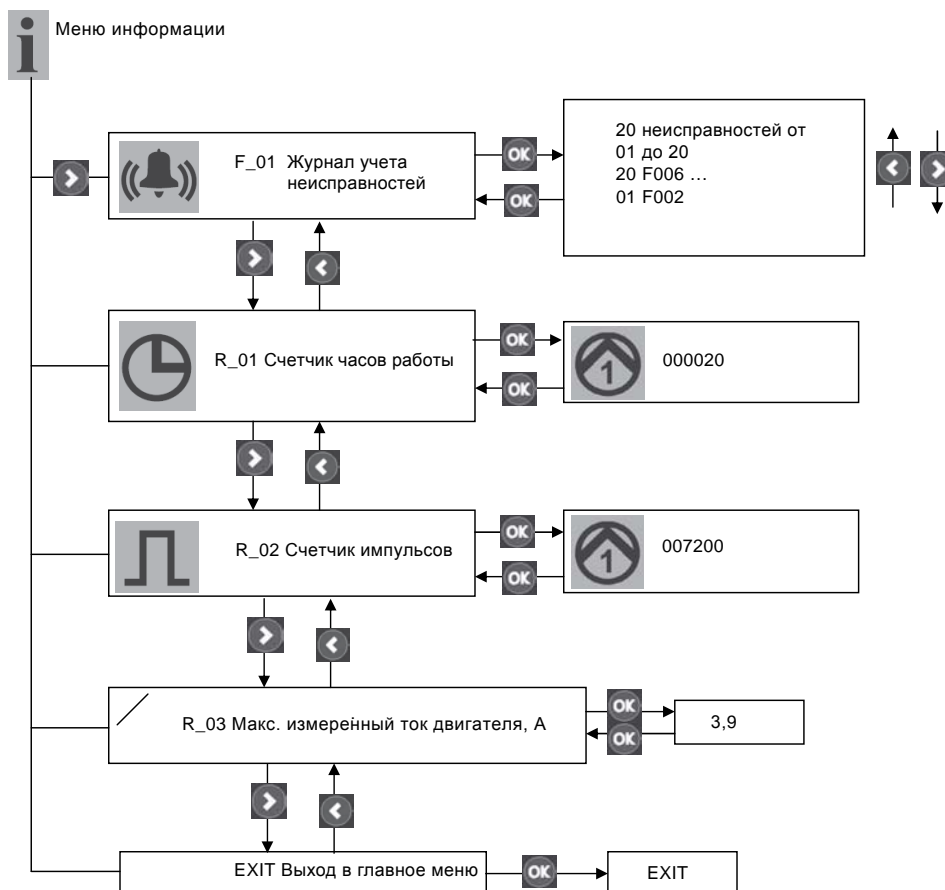 Меню информации
F_01 Журнал учета
неисправностей
OK
OK
20 неисправностей от
01 до 20
20 F006 ...
01 F002
R_01 Счетчик часов работы
OK
OK
1
000020
R_02 Счетчик импульсов
OK
OK
1
007200
R_03 Макс. измеренный ток двигателя, А
OK
OK
3,9
EXIT Выход в главное меню
OK
EXIT